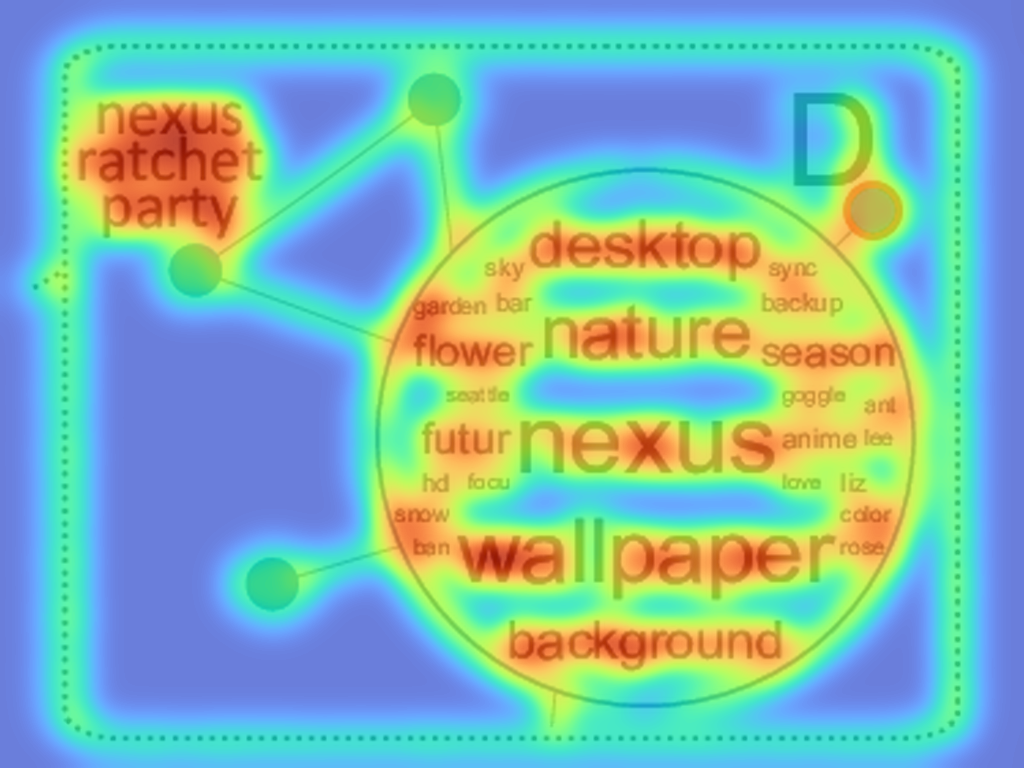 nexus
ratchet
party
D
desktop
sky sync
garden bar backup
nature
flower season
seattle goggle
ant
futur nexus anime lee
hd focu love liz
snow color
wallpaper
ban rose
background